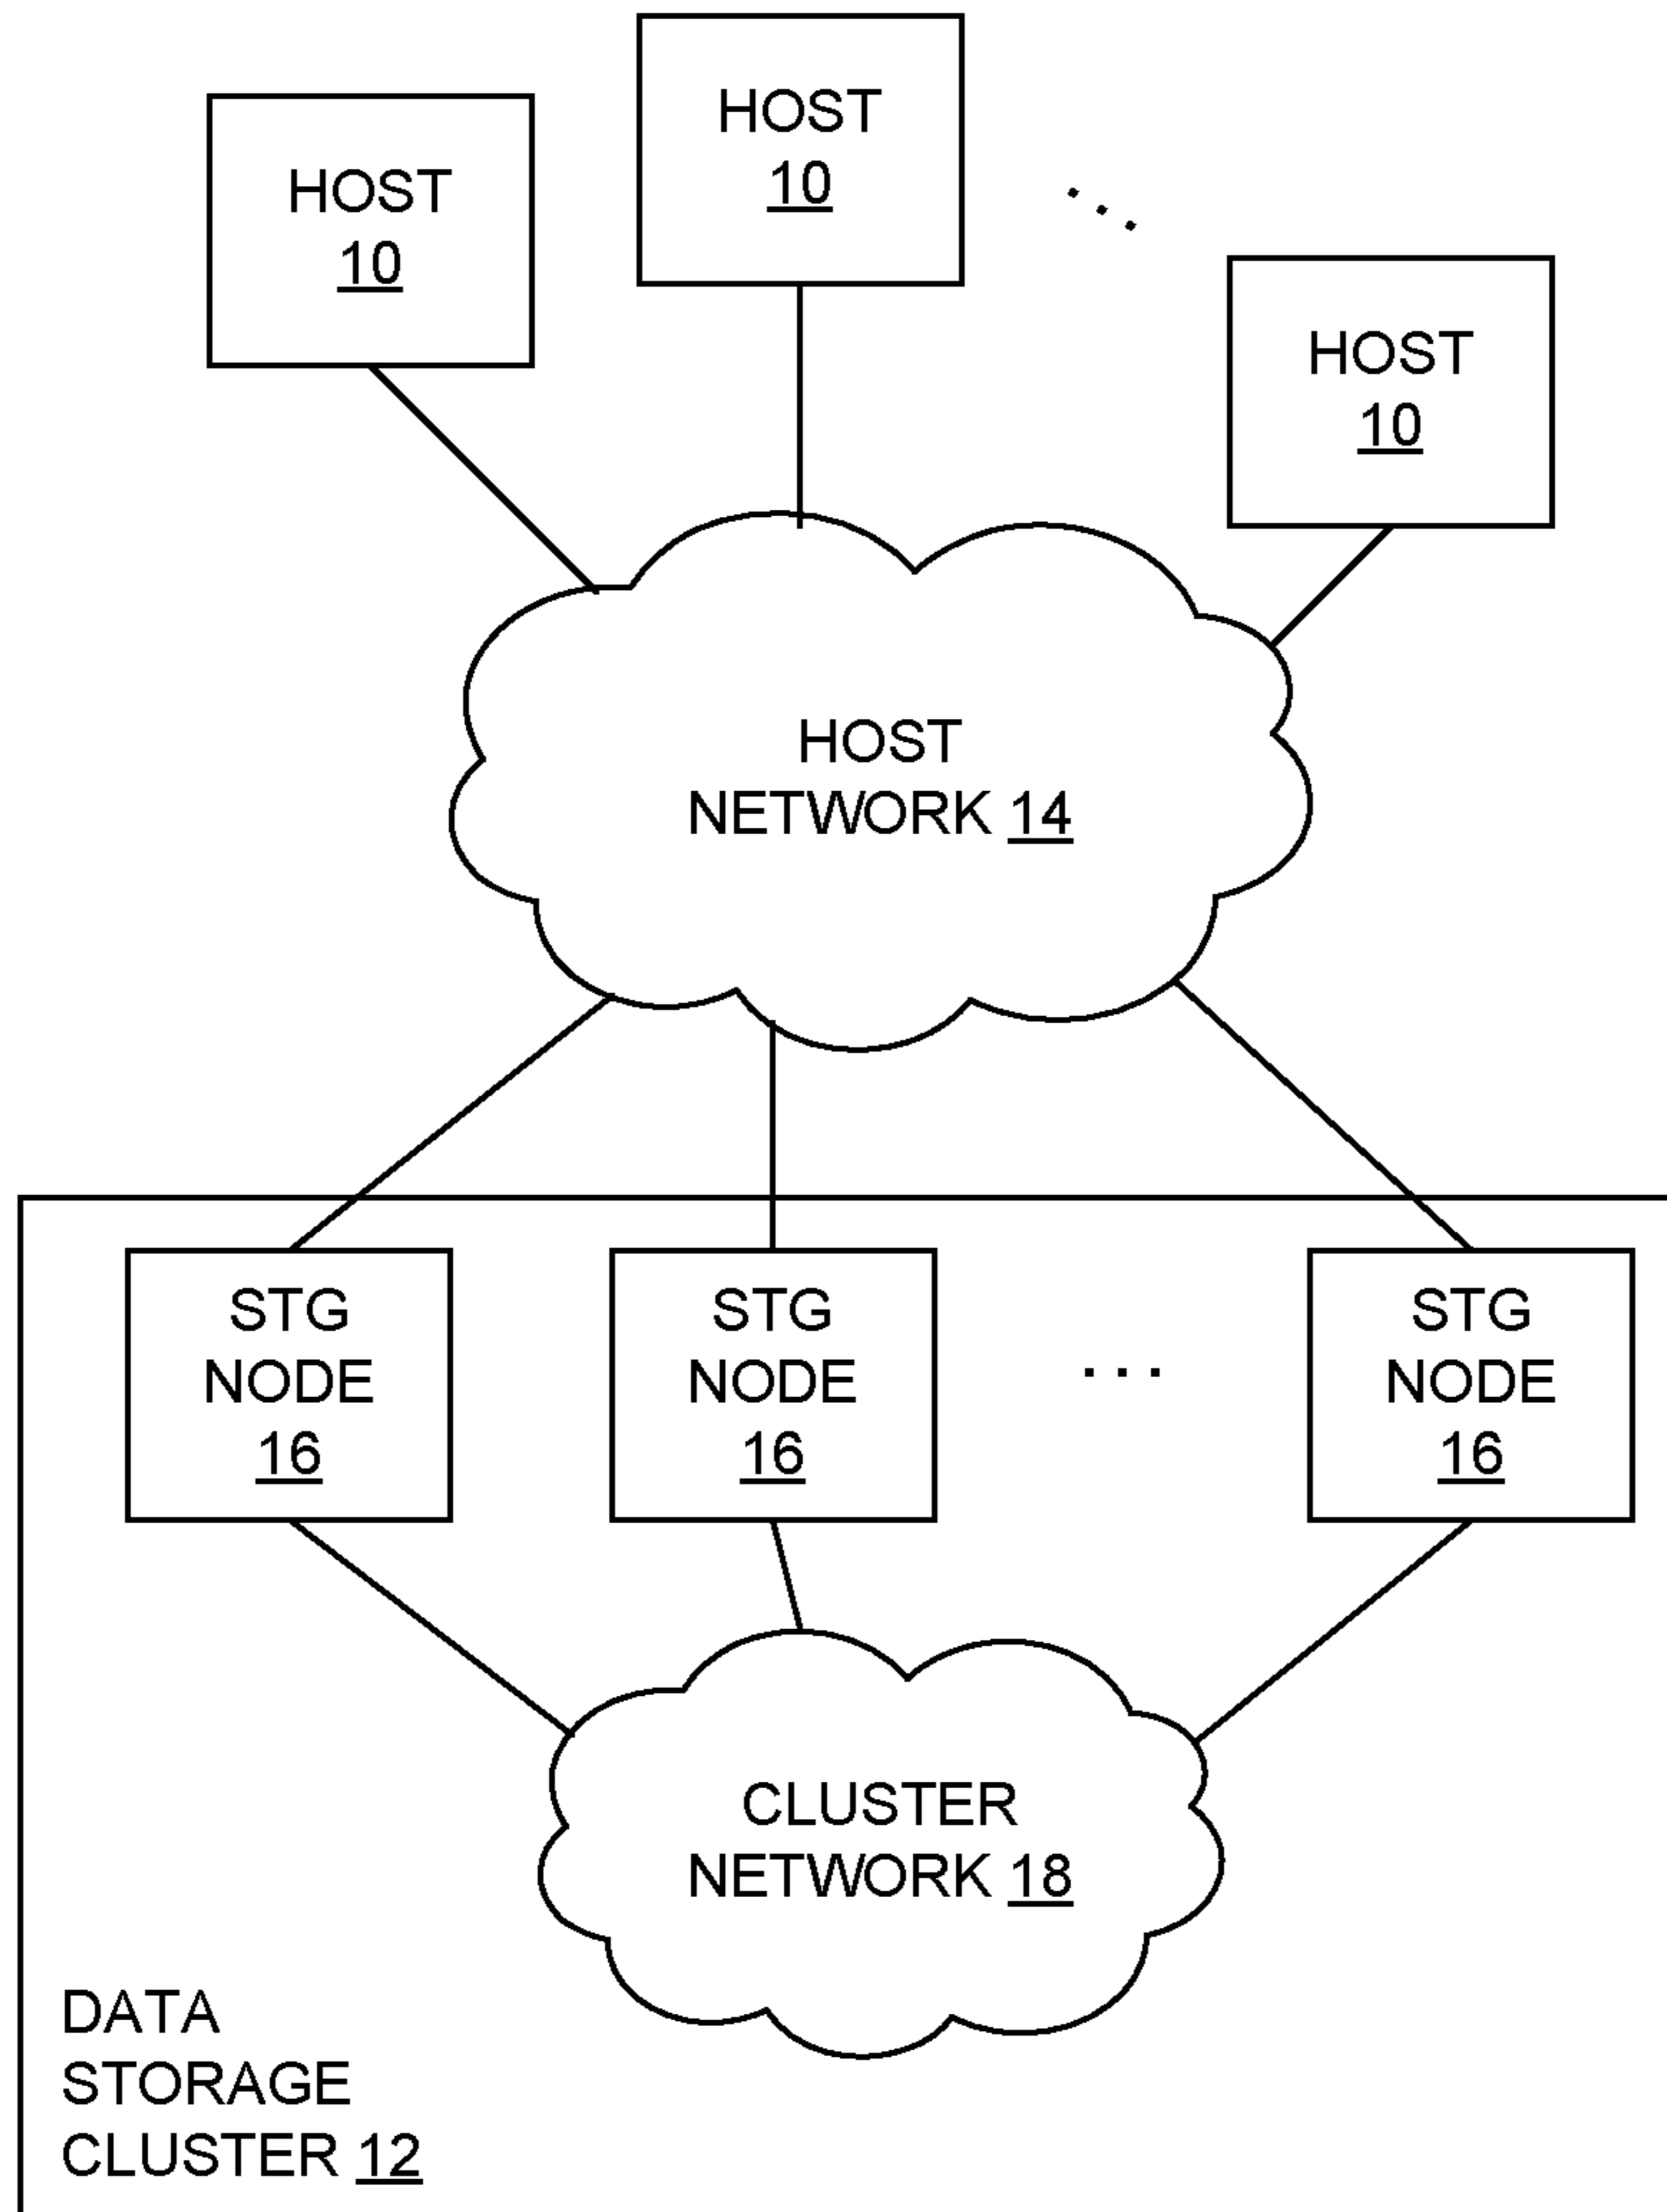 HOST
10
HOST
10
. . .
HOST
10
HOST
NETWORK 14
STG
NODE
16
STG
NODE
16
. . .
STG
NODE
16
CLUSTER
NETWORK 18
DATA
STORAGE
CLUSTER 12